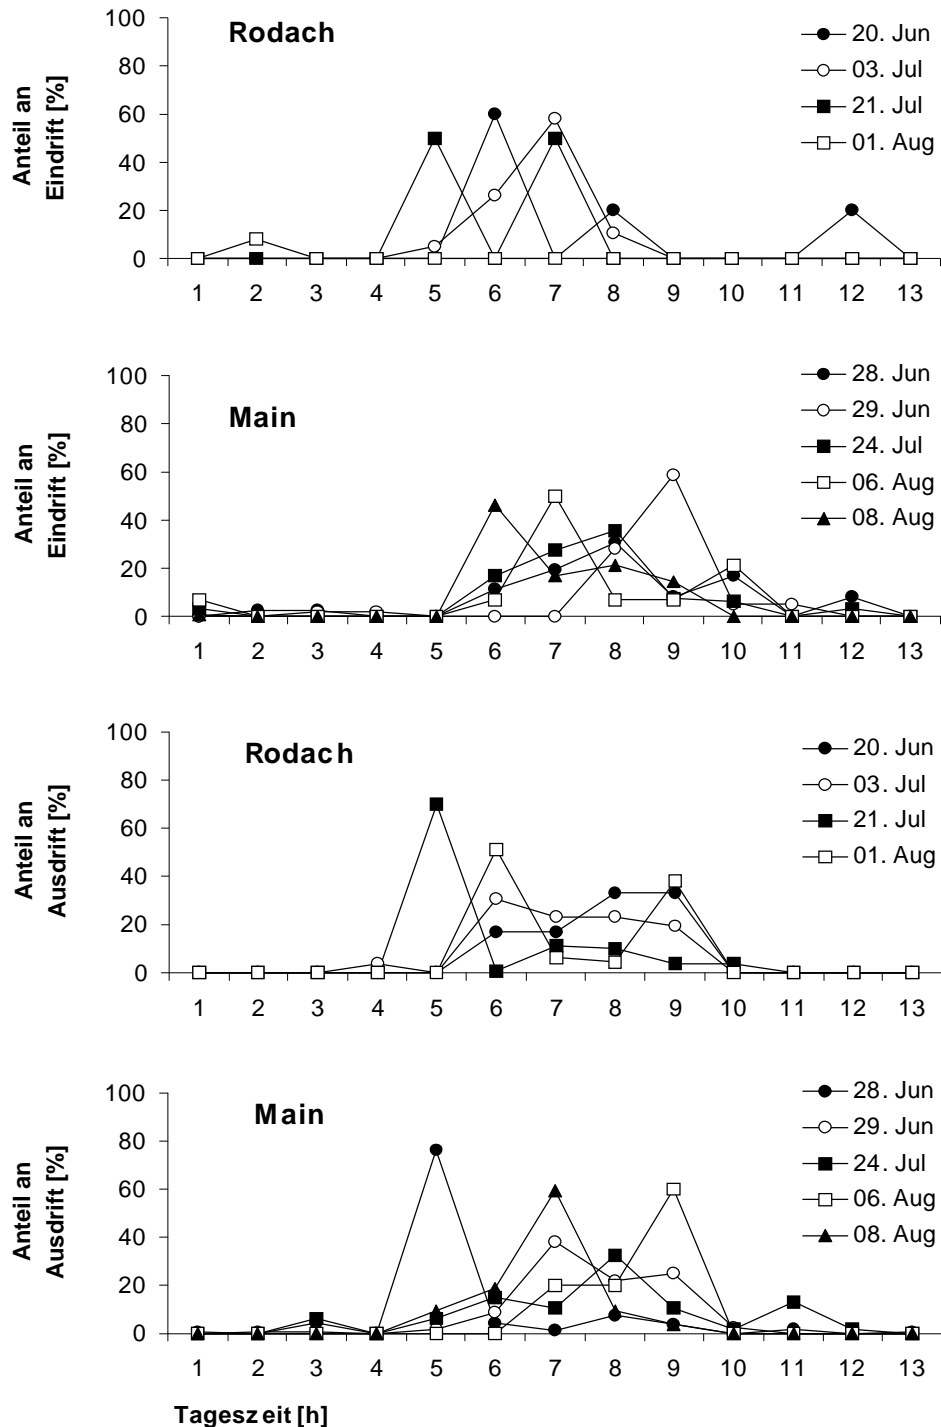 Rodach
Anteil an
Eindrift [%]
100
80
60
40
20
0
1 2 3 4 5 6 7 8 9 10 11 12 13
20. Jun
03. Jul
21. Jul
01. Aug
Main
Anteil an
Eindrift [%]
100
80
60
40
20
0
1 2 3 4 5 6 7 8 9 10 11 12 13
28. Jun
29. Jun
24. Jul
06. Aug
08. Aug
Rodach
Anteil an
Ausdrift [%]
100
80
60
40
20
0
1 2 3 4 5 6 7 8 9 10 11 12 13
20. Jun
03. Jul
21. Jul
01. Aug
Main
Anteil an
Ausdrift [%]
100
80
60
40
20
0
1 2 3 4 5 6 7 8 9 10 11 12 13
28. Jun
29. Jun
24. Jul
06. Aug
08. Aug
Tageszeit [h]